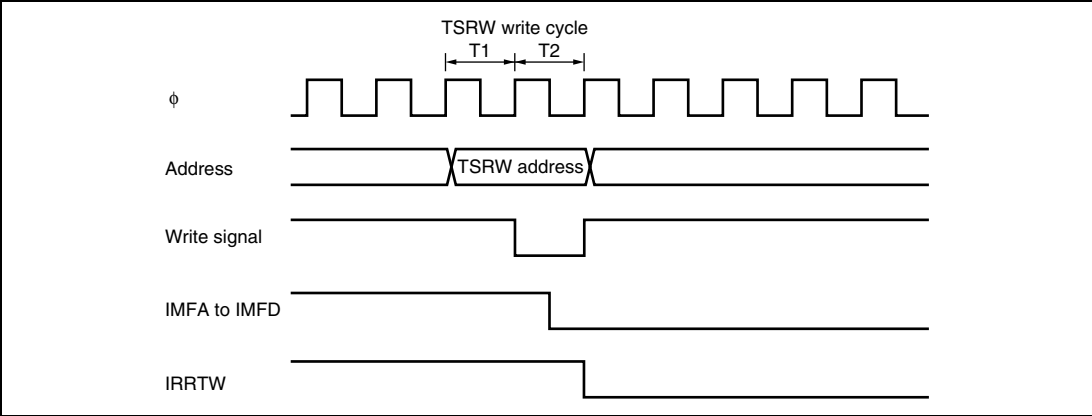 TSRW write cycle
T1 T2
ϕ
Address
TSRW address
Write signal
IMFA to IMFD
IRRTW